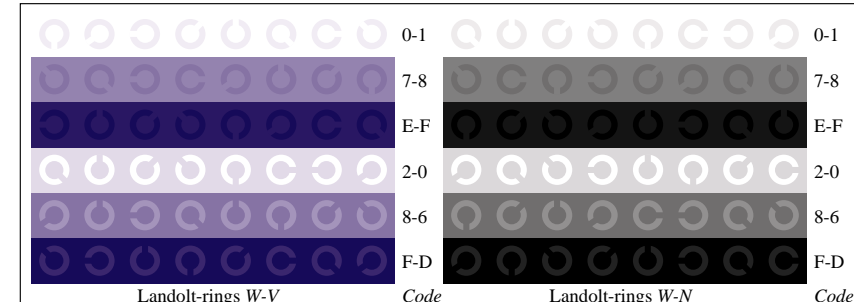 0-1 0-1
7-8 7-8
E-F E-F
2-0 2-0
8-6 8-6
F-D F-D
Landolt-rings W-V Code Landolt-rings W-N Code